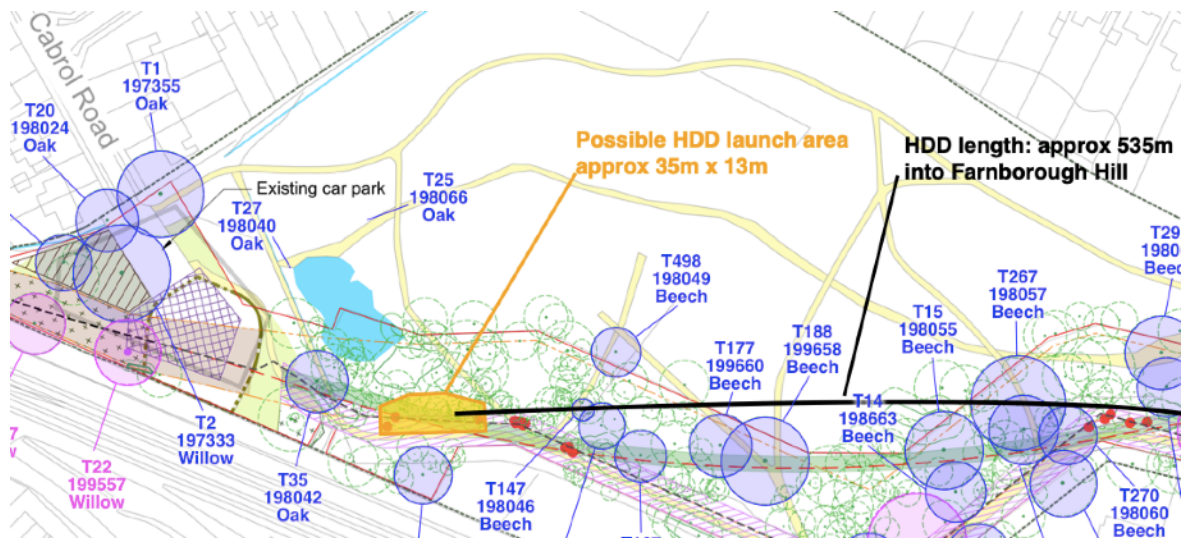 Cabrol Road
T1
197355
Oak
T20
198024
Oak
Existing car park
T27
198040
Oak
T25
198066
Oak
Possible HDD launch area
approx 35m x 13m
HDD length: approx 535m
into Farnborough Hill
T498
198049
Beech
T177
199660
Beech
T188
199658
Beech
T15
198055
Beech
T267
198057
Beech
T14
198663
Beech
T2
197333
Willow
T22
199557
Willow
T35
198042
Oak
T147
198046
Beech
T270
198060
Beech